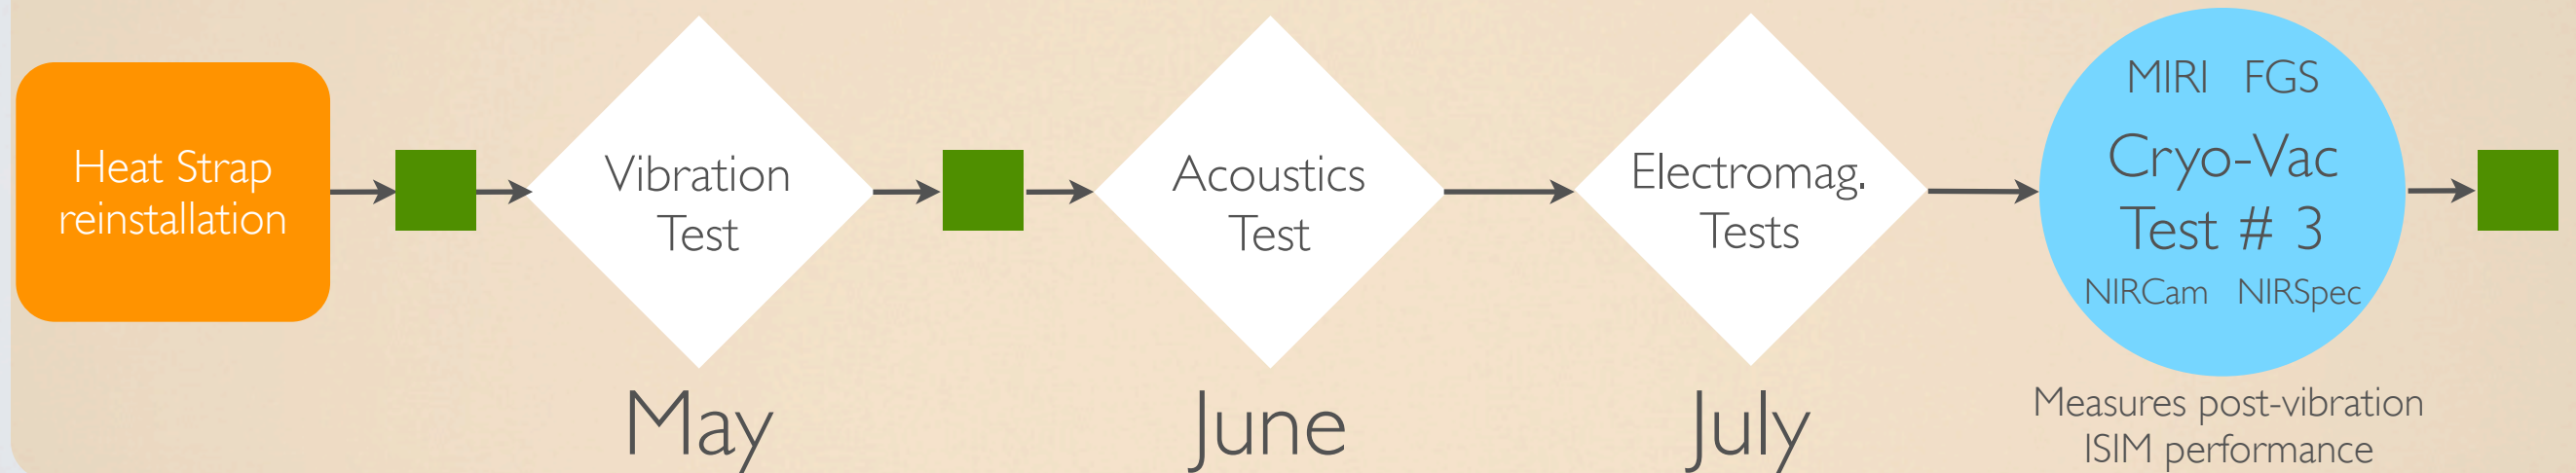 Heat Strap
reinstallation
Vibration
Test
May
Acoustics
Test
June
Electromag.
Tests
July
MIRI FGS
Cryo-Vac
Test # 3
NIRCam NIRSpec
Measures post-vibration
ISIM performance